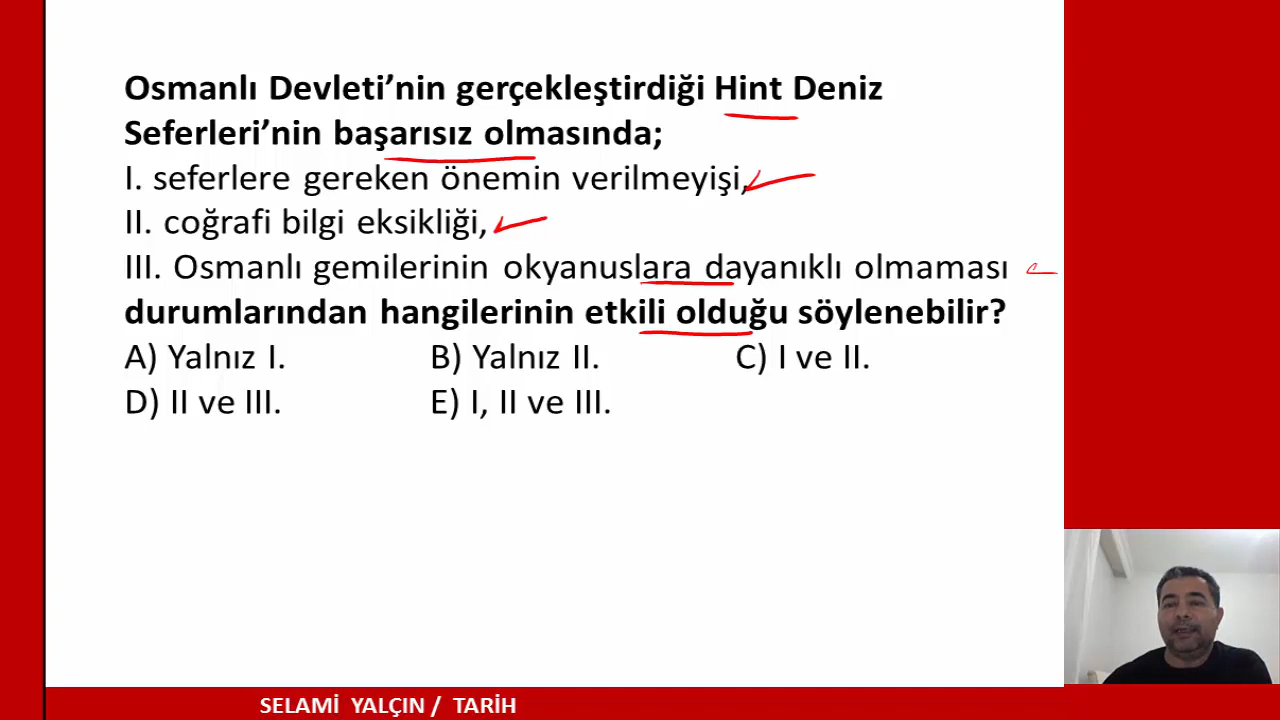 Osmanlı Devleti’nin gerçekleştirdiği Hint Deniz
Seferleri’nin başarısız olmasında;
I. seferlere gereken önemin verilmeyişi,
II. coğrafi bilgi eksikliği,
III. Osmanlı gemilerinin okyanuslara dayanıklı olmaması
durumlarından hangilerinin etkili olduğu söylenebilir?
A) Yalnız I. B) Yalnız II. C) I ve II.
D) II ve III. E) I, II ve III.
SELAMİ YALÇIN / TARİH